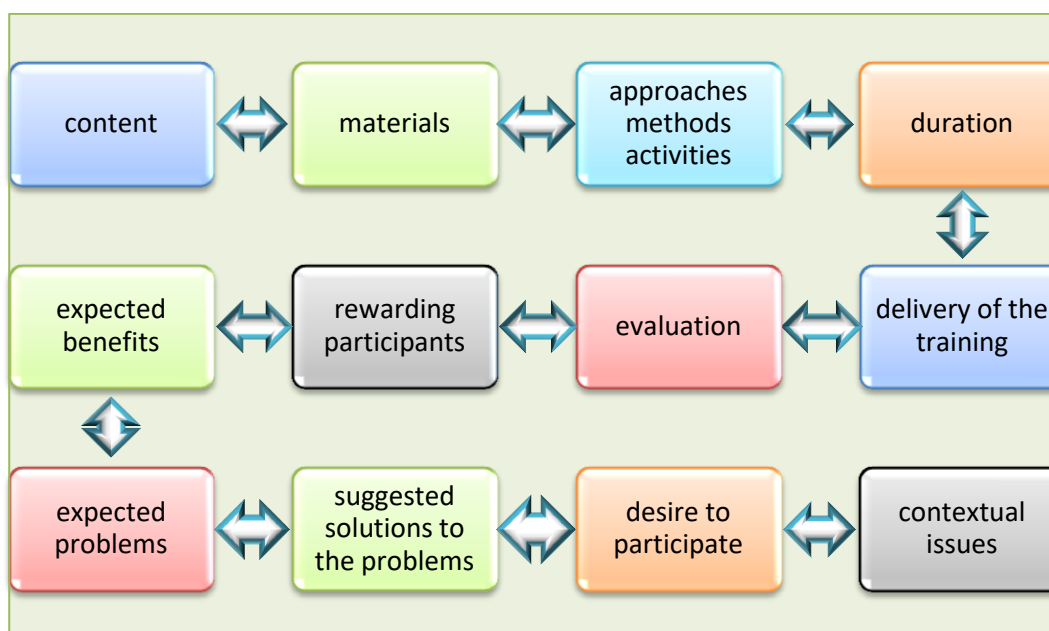 content
materials
approaches
methods
activities
duration
expected
benefits
rewarding
participants
evaluation
delivery of the
training
expected
problems
suggested
solutions to
the problems
desire to
participate
contextual
issues